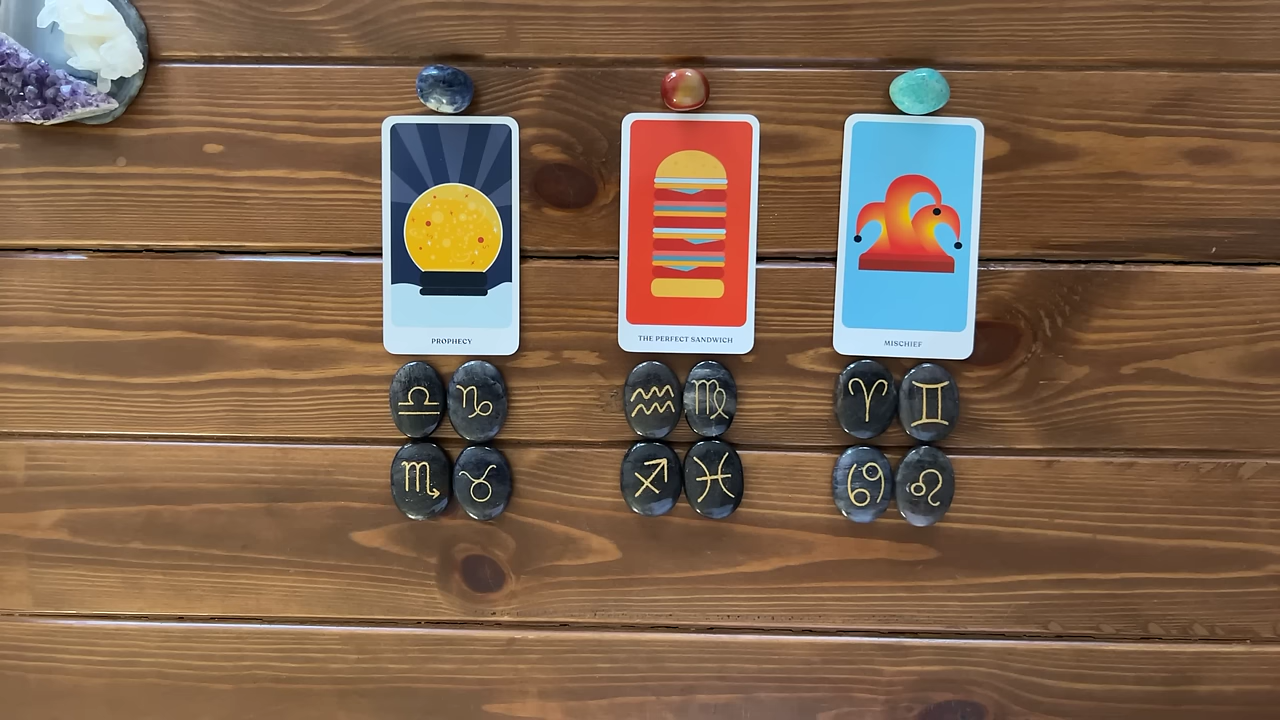 PROPHECY
THE PERFECT SANDWICH
MISCHIEF
♎ ♑
♏ ♉
♒ ♍
♐ ♓
♈ ♊
♋ ♌